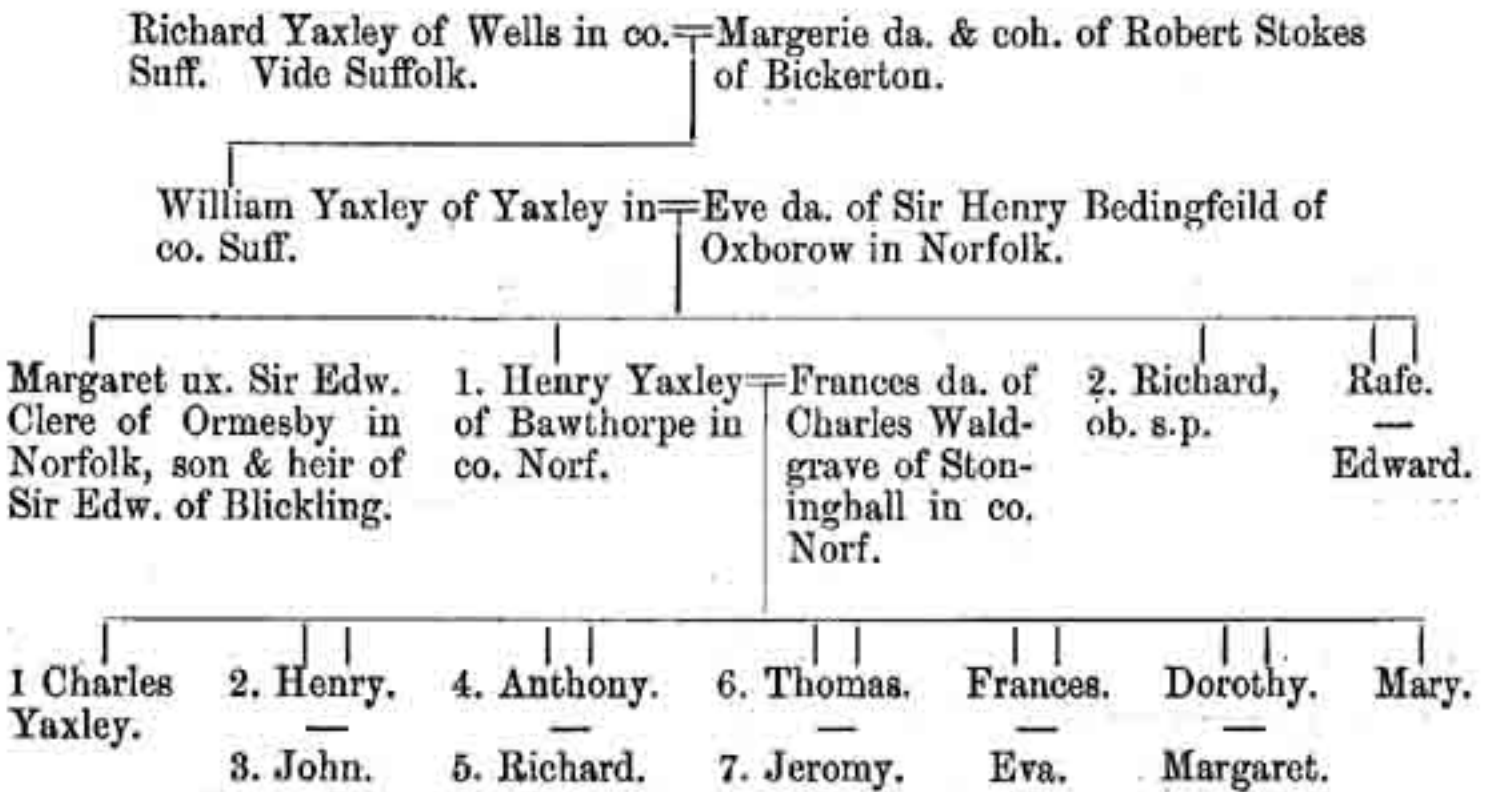 Richard Yaxley of Wells in co. Margerie da. & coh. of Robert Stokes
Suff. Vide Suffolk. of Bickerton.
William Yaxley of Yaxley in Eve da. of Sir Henry Bedingfeild of
co. Suff. Oxborow in Norfolk.
Margaret ux. Sir Edw.
Clere of Ormesby in
Norfolk, son & heir of
Sir Edw. of Blickling.
1. Henry Yaxley
of Bawthorpe in
co. Norf.
Frances da. of
Charles Wald-
grave of Ston-
inghall in co.
Norf.
2. Richard,
ob. s.p.
Rafe.
—
Edward.
1 Charles
Yaxley.
2. Henry.
—
3. John.
4. Anthony.
—
5. Richard.
6. Thomas.
—
7. Jeromy.
Frances.
—
Eva.
Dorothy.
—
Margaret.
Mary.